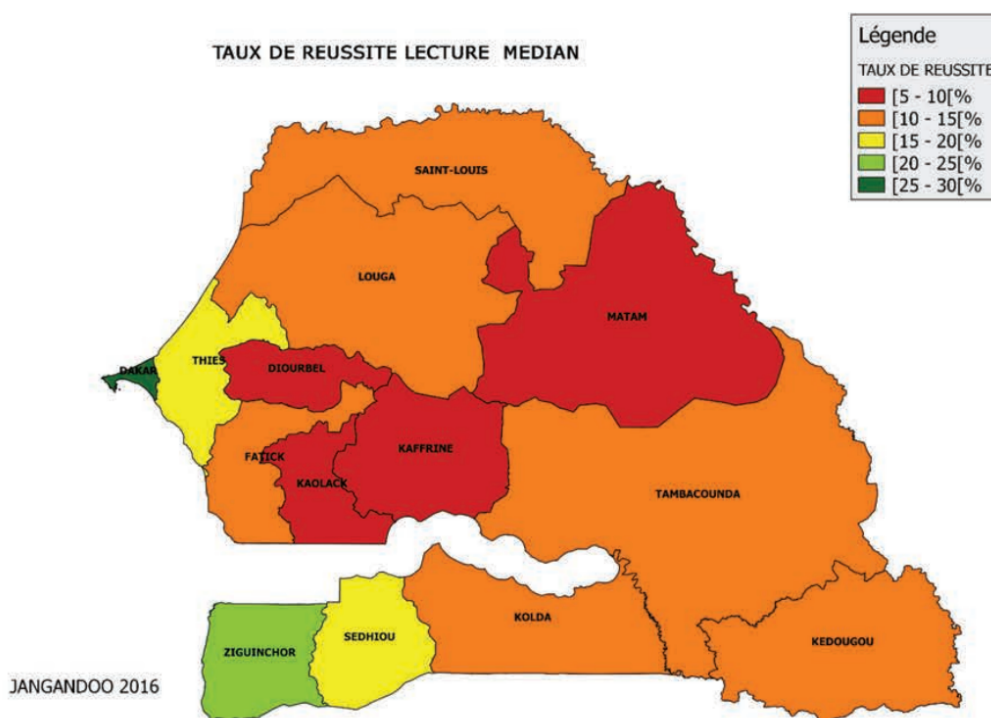 TAUX DE REUSSITE LECTURE MEDIAN
Légende
TAUX DE REUSSITE
[5 - 10[%
[10 - 15[%
[15 - 20[%
[20 - 25[%
[25 - 30[%
SAINT-LOUIS
LOUGA
MATAM
DAKAR
THIES
DIOURBEL
FATICK
KAOLACK
KAFFRINE
TAMBACOUNDA
ZIGUINCHOR
SEDHIOU
KOLDA
KEDOUGOU
JANGANDOO 2016